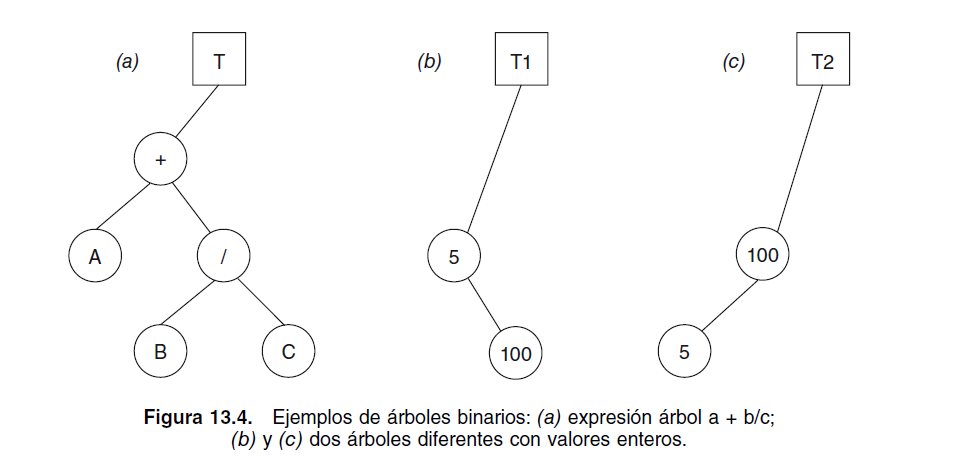 (a) T (b) T1 (c) T2
+
A / 5 100
B C 100 5
Figura 13.4. Ejemplos de árboles binarios: (a) expresión árbol a + b/c;
(b) y (c) dos árboles diferentes con valores enteros.